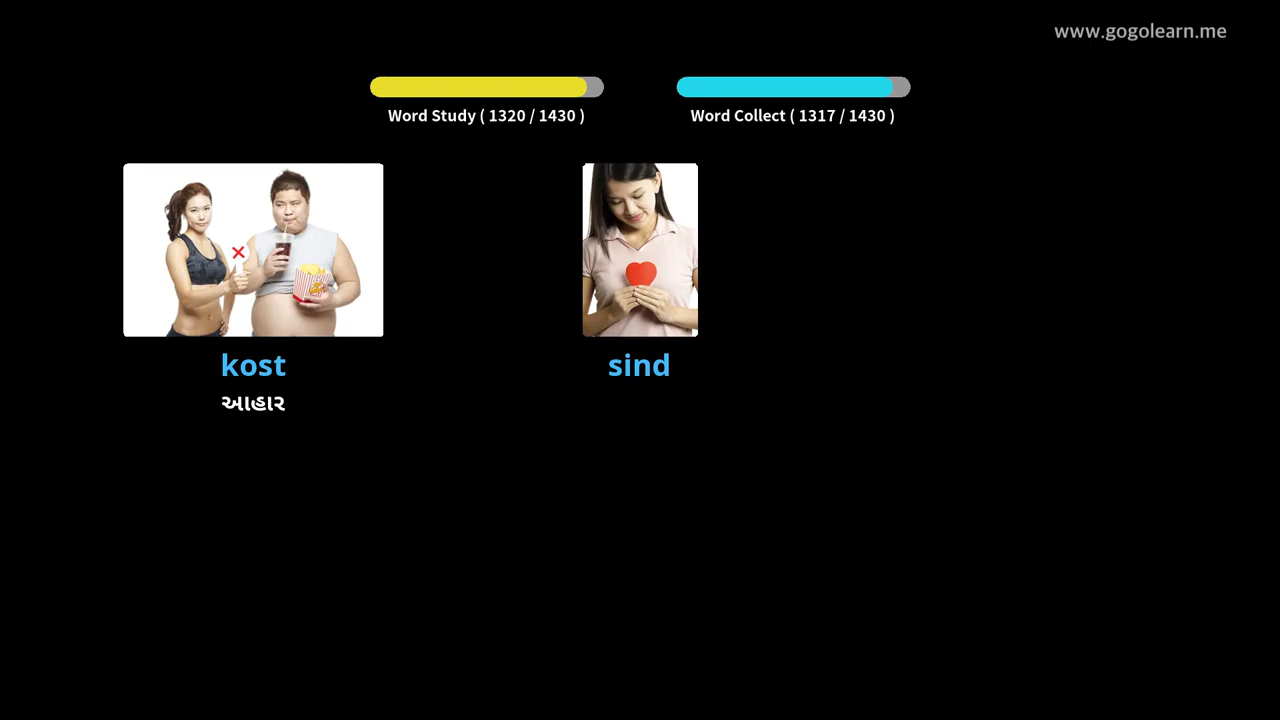 www.gogolearn.me
Word Study ( 1320 / 1430 )
Word Collect ( 1317 / 1430 )
kost
sind
આહાર